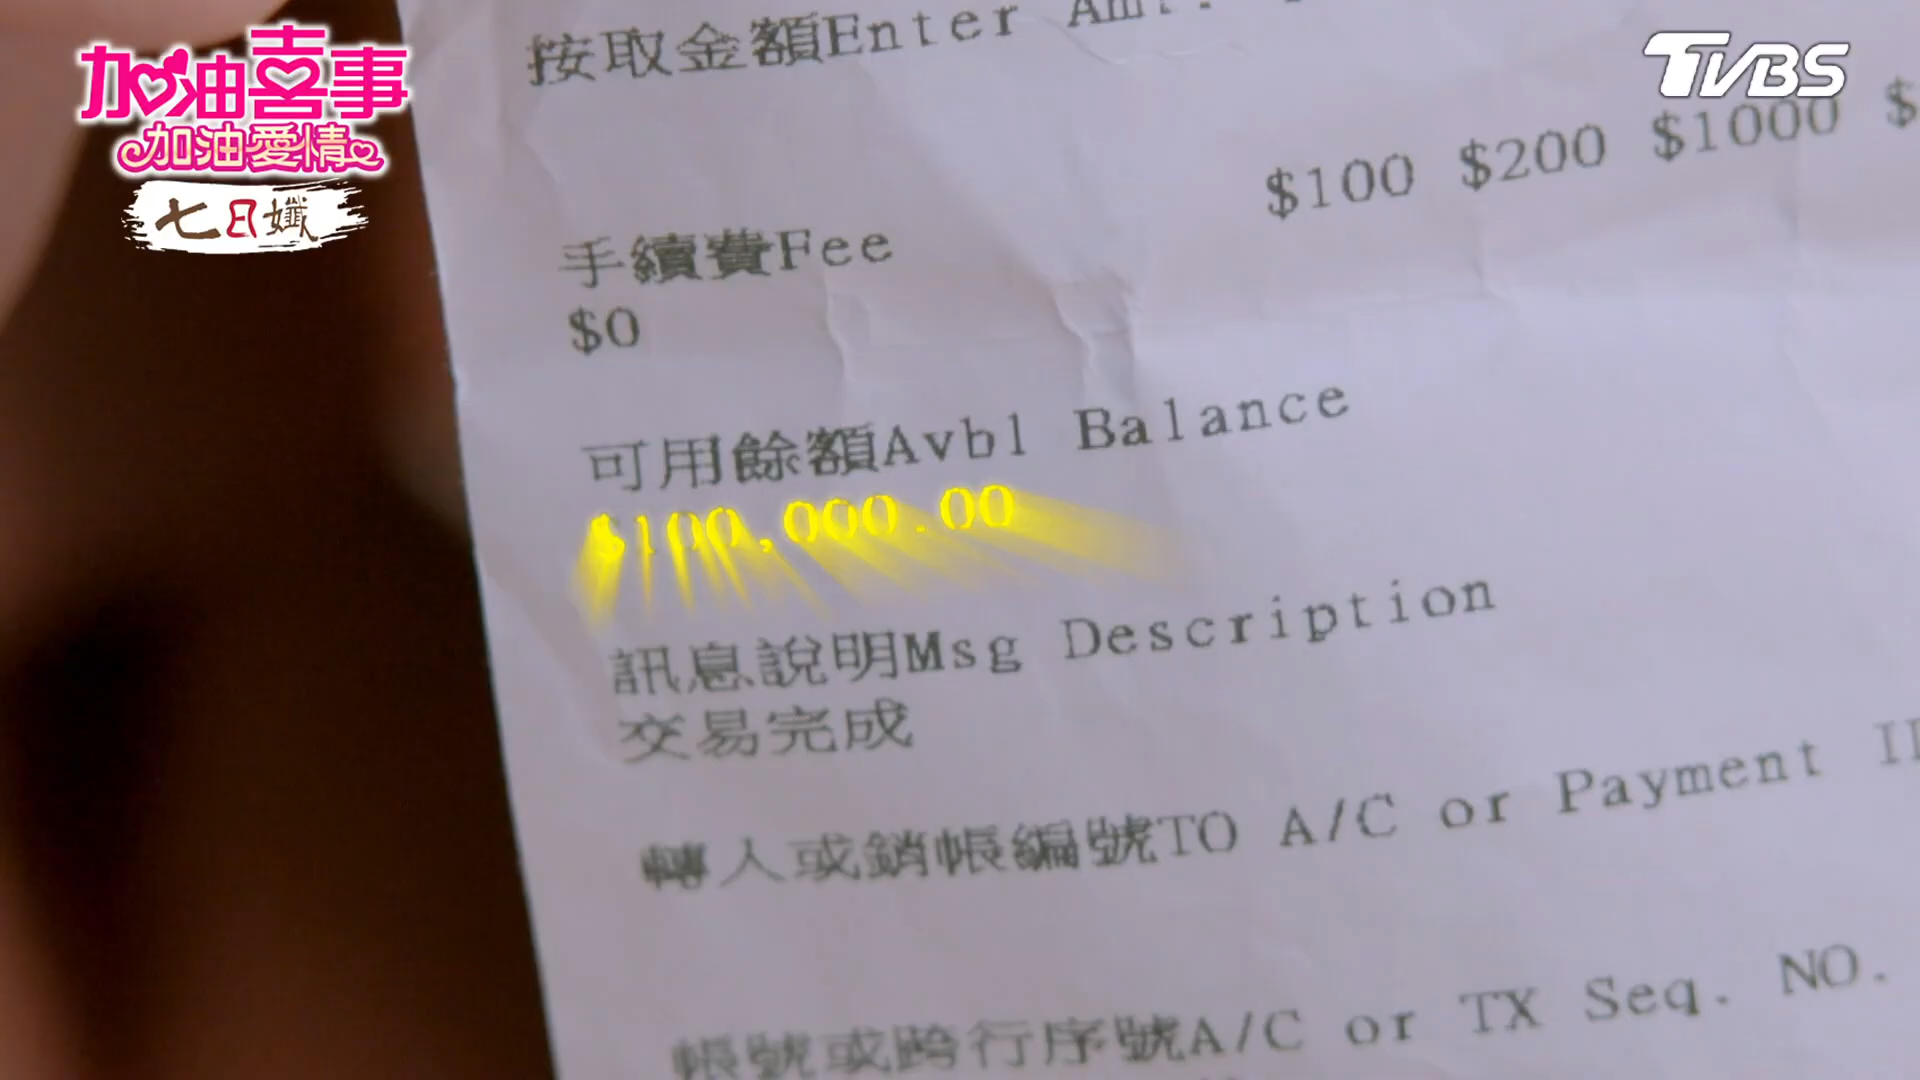 加油喜事
加油愛情
七日孅
TVBS
按取金額Enter Amt.
$100 $200 $1000 $
手續費Fee
$0
可用餘額Avbl Balance
$100,000.00
訊息說明Msg Description
交易完成
轉入或銷帳編號TO A/C or Payment
帳號或跨行序號A/C or TX Seq. NO.